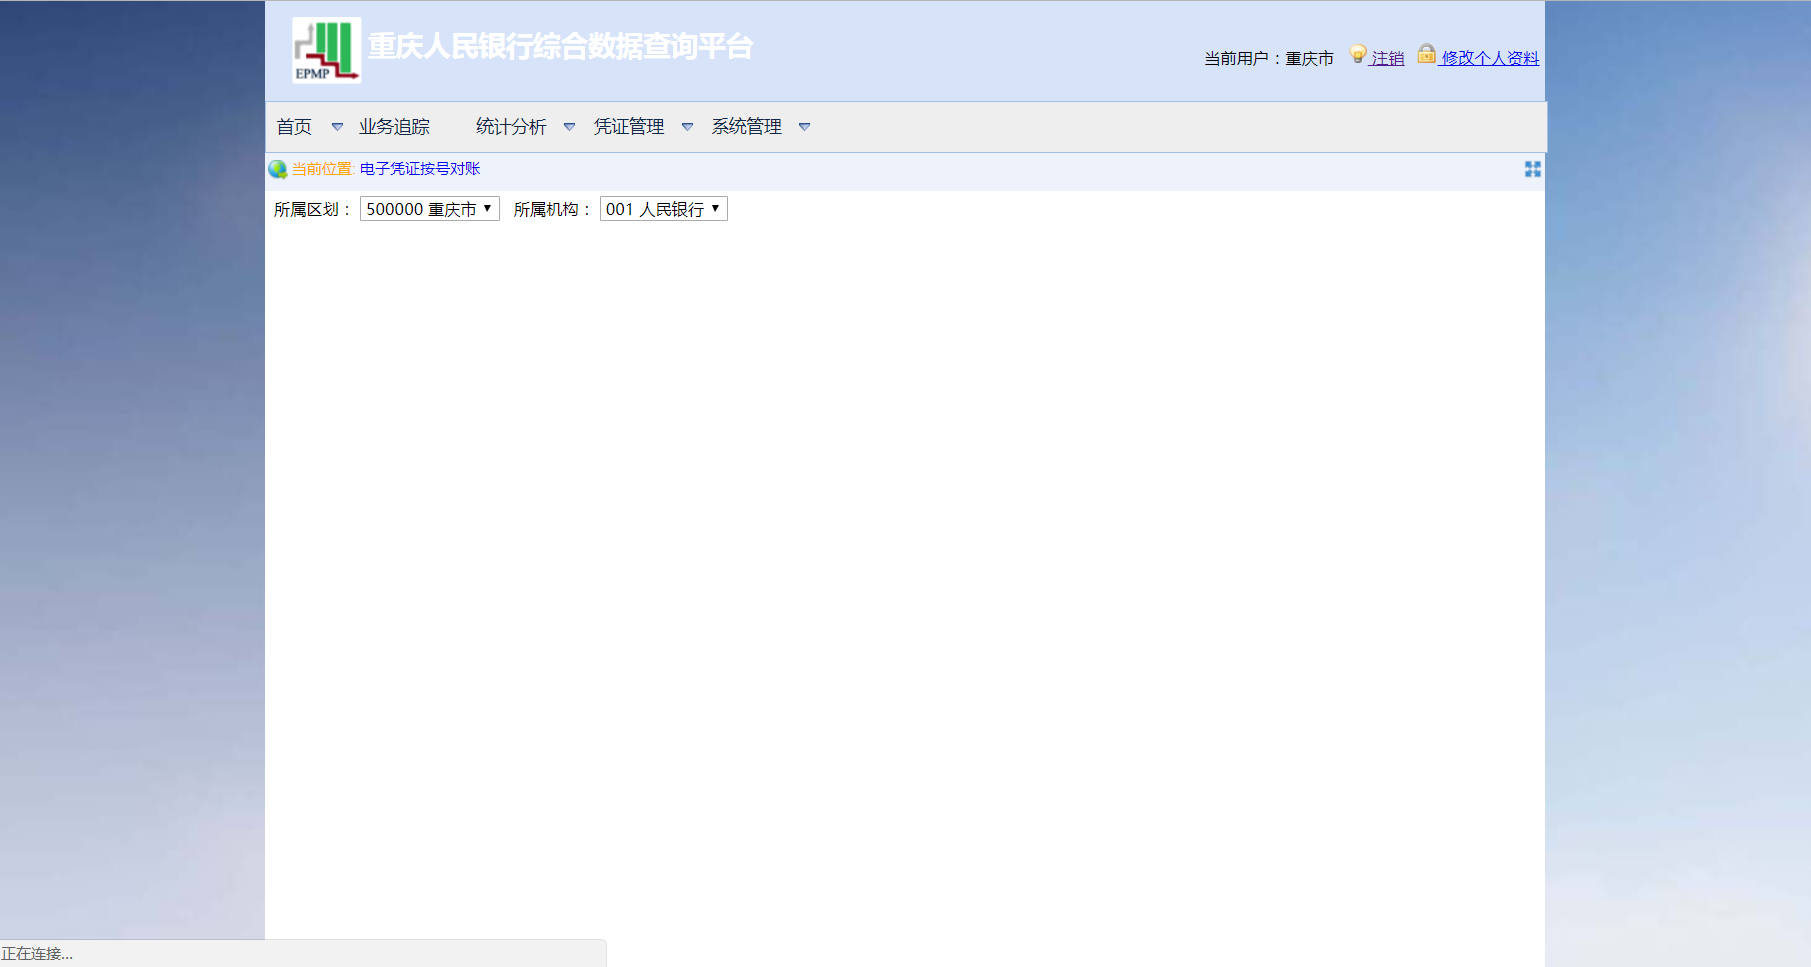 EPMP
重庆人民银行综合数据查询平台
当前用户：重庆市 注销 修改个人资料
首页 业务追踪 统计分析 凭证管理 系统管理
当前位置: 电子凭证按号对账
所属区划： 500000 重庆市 所属机构： 001 人民银行
正在连接...